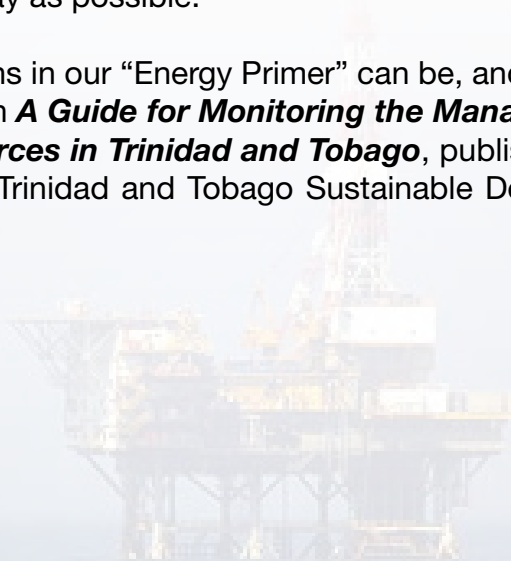 ay as possible.
ns in our “Energy Primer” can be, and
n A Guide for Monitoring the Mana
rces in Trinidad and Tobago, publis
Trinidad and Tobago Sustainable De